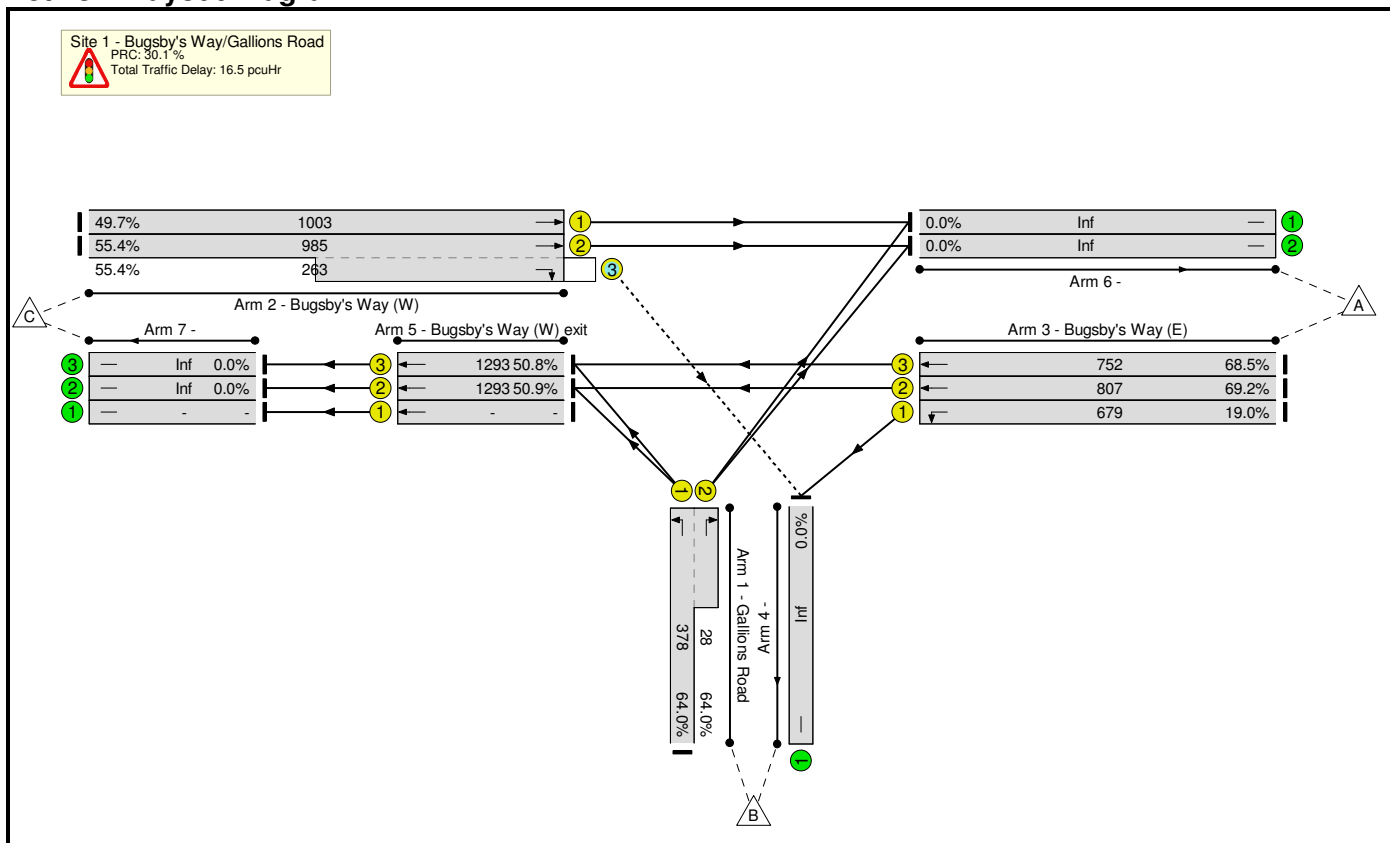 Site 1 - Bugsby's Way/Gallions Road
PRC: 30.1 %
Total Traffic Delay: 16.5 pcuHr
49.7% 1003 1
55.4% 985 2
55.4% 263 3
Arm 2 - Bugsby's Way (W)
0.0% Inf 1
0.0% Inf 2
Arm 6 -
C
A
Arm 7 -
Arm 5 - Bugsby's Way (W) exit
Arm 3 - Bugsby's Way (E)
3 Inf 0.0% 3 1293 50.8% 3 752 68.5%
2 Inf 0.0% 2 1293 50.9% 2 807 69.2%
1 - - 1 - - 1 679 19.0%
1 2
378 64.0%
28 64.0%
Arm 1 - Gallions Road
Arm 4 -
0.0% Inf
1
B